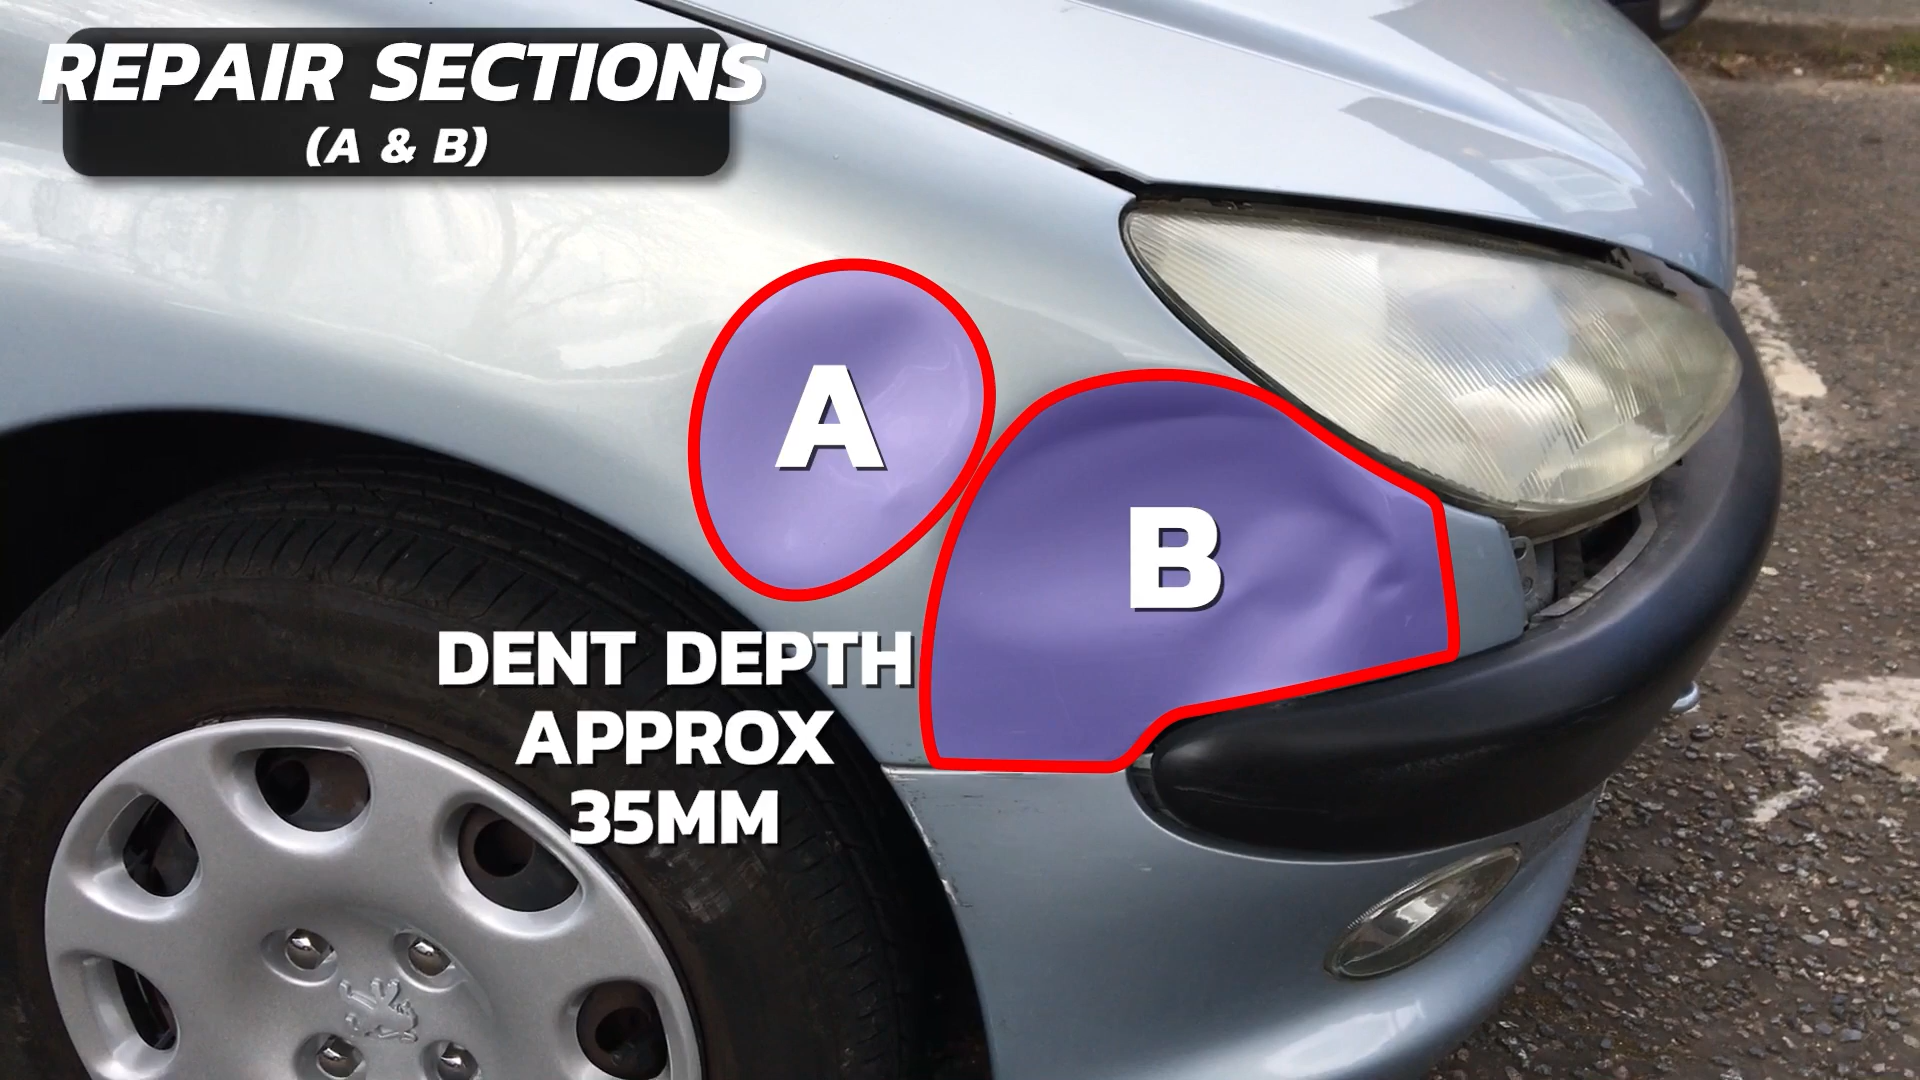 REPAIR SECTIONS
(A & B)
A
B
DENT DEPTH
APPROX
35MM